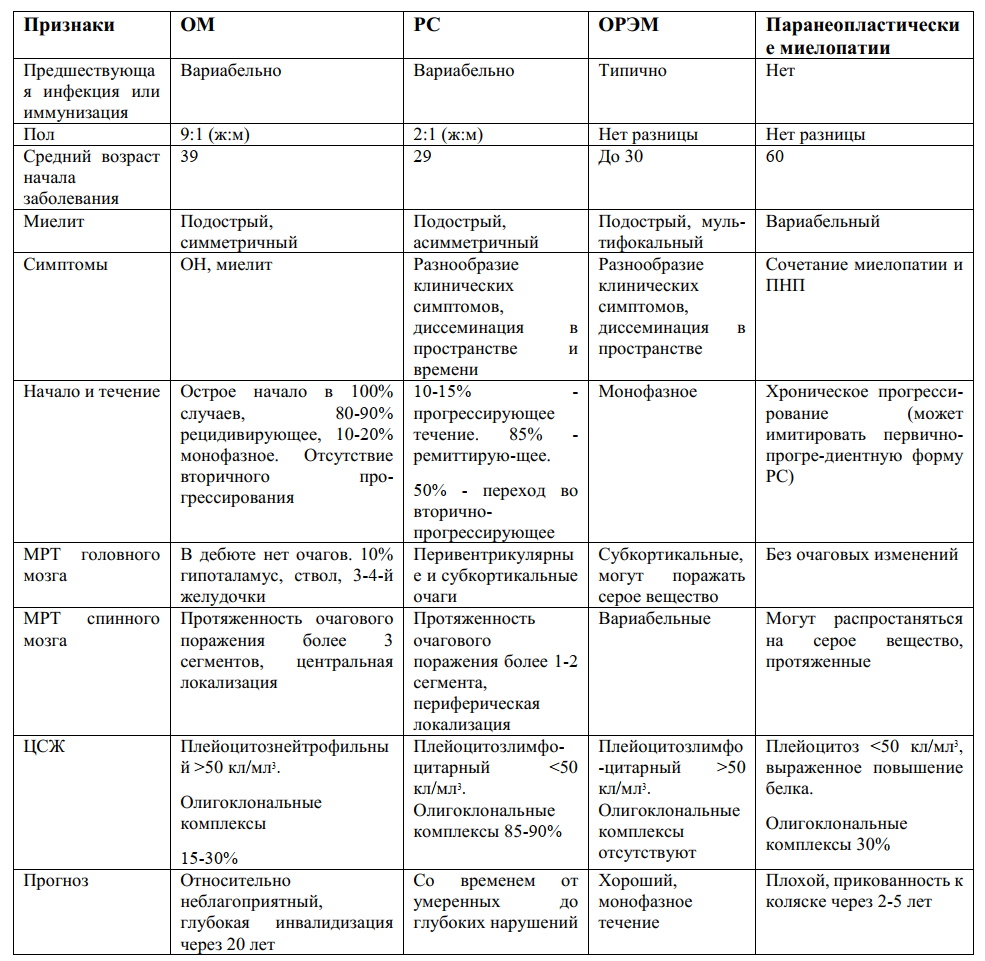 Признаки
ОМ
РС
ОРЭМ
Паранеопластически
е миелопатии
Предшествующа
я инфекция или
иммунизация
Вариабельно
Вариабельно
Типично
Нет
Пол
9:1 (ж:м)
2:1 (ж:м)
Нет разницы
Нет разницы
Средний возраст
начала
заболевания
39
29
До 30
60
Миелит
Подострый,
симметричный
Подострый,
асимметричный
Подострый, муль-
тифокальный
Вариабельный
Симптомы
ОН, миелит
Разнообразие
клинических
симптомов,
диссеминация в
пространстве и
времени
Разнообразие
клинических
симптомов,
диссеминация в
пространстве
Сочетание миелопатии и
ПНП
Начало и течение
Острое начало в 100%
случаев, 80-90%
рецидивирующее, 10-20%
монофазное. Отсутствие
вторичного про-
грессирования
10-15% -
прогрессирующее
течение. 85% -
ремиттирую-щее.
50% - переход во
вторично-
прогрессирующее
Монофазное
Хроническое прогресси-
рование (может
имитировать первично-
прогре-диентную форму
РС)
МРТ головного
мозга
В дебюте нет очагов. 10%
гипоталамус, ствол, 3-4-й
желудочки
Перивентрикулярны
е и субкортикальные
очаги
Субкортикальные,
могут поражать
серое вещество
Без очаговых изменений
МРТ спинного
мозга
Протяженность очагового
поражения более 3
сегментов, центральная
локализация
Протяженность
очагового
поражения более 1-2
сегмента,
периферическая
локализация
Вариабельные
Могут распростаняться
на серое вещество,
протяженные
ЦСЖ
Плейоцитознейтрофильны
й >50 кл/мл³.
Олигоклональные
комплексы
15-30%
Плейоцитозлимфо-
цитарный <50
кл/мл³.
Олигоклональные
комплексы 85-90%
Плейоцитозлимфо
-цитарный >50
кл/мл³.
Олигоклональные
комплексы
отсутствуют
Плейоцитоз <50 кл/мл³,
выраженное повышение
белка.
Олигоклональные
комплексы 30%
Прогноз
Относительно
неблагоприятный,
глубокая инвалидизация
через 20 лет
Со временем от
умеренных до
глубоких нарушений
Хороший,
монофазное
течение
Плохой, прикованность к
коляске через 2-5 лет